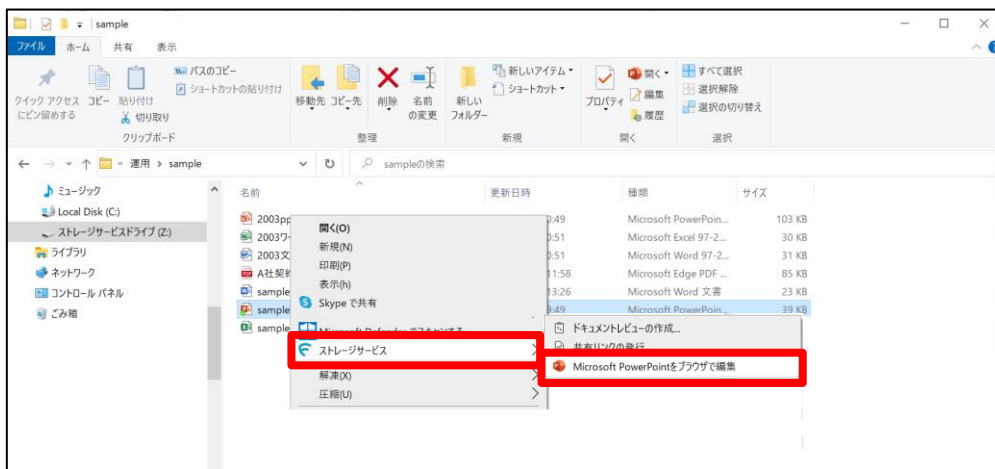 sample
ファイル ホーム 共有 表示
クイック アクセス
にピン留めする
コピー
貼り付け
パスのコピー
ショートカットの貼り付け
切り取り
クリップボード
移動先
コピー先
削除
名前
の変更
整理
新しい
フォルダー
新しいアイテム
ショートカット
新規
プロパティ
開く
編集
履歴
開く
すべて選択
選択解除
選択の切り替え
選択
« 運用 > sample
sampleの検索
ミュージック
Local Disk (C:)
ストレージサービスドライブ (Z:)
ライブラリ
ネットワーク
コントロール パネル
ごみ箱
名前 更新日時 種類 サイズ
2003pp 0:49 Microsoft PowerPoin... 103 KB
2003ワ 0:51 Microsoft Excel 97-2... 30 KB
2003文 0:51 Microsoft Word 97-2... 31 KB
A社契約 11:58 Microsoft Edge PDF ... 85 KB
sample 13:26 Microsoft Word 文書 23 KB
sample 9:49 Microsoft PowerPoin... 39 KB
sample
開く(O)
新規(N)
印刷(P)
表示(h)
Skype で共有
Microsoft Defender でスキャンする
ストレージサービス
解凍(X)
圧縮(U)
ドキュメントレビューの作成...
共有リンクの発行
Microsoft PowerPointをブラウザで編集